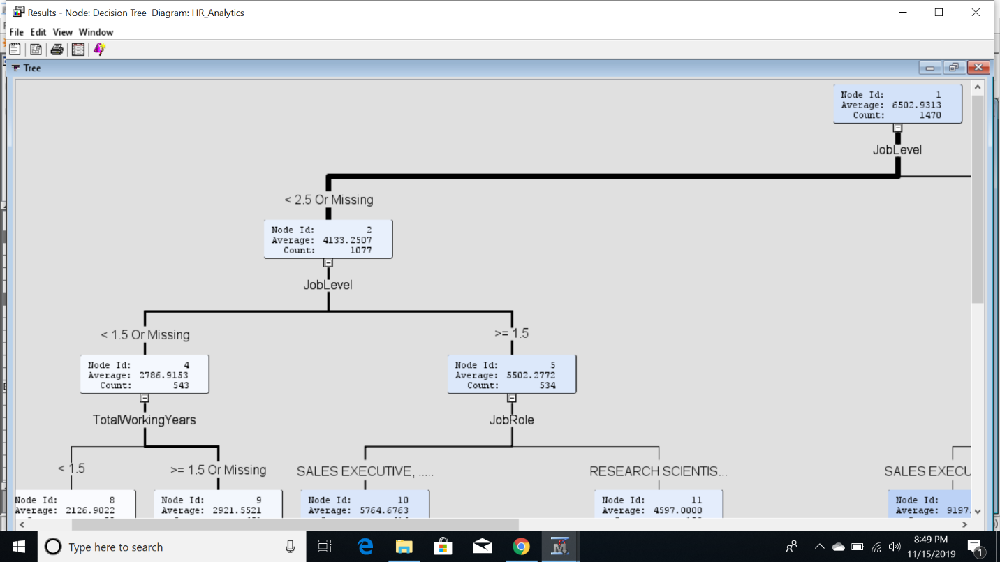 Results - Node: Decision Tree Diagram: HR_Analytics
File Edit View Window
Tree
Node Id: 1
Average: 6502.9313
Count: 1470
JobLevel
< 2.5 Or Missing
Node Id: 2
Average: 4133.2507
Count: 1077
JobLevel
< 1.5 Or Missing
>= 1.5
Node Id: 4
Average: 2786.9153
Count: 543
Node Id: 5
Average: 5502.2772
Count: 534
TotalWorkingYears
JobRole
< 1.5
>= 1.5 Or Missing
SALES EXECUTIVE, .....
RESEARCH SCIENTIS...
SALES EXECU
Node Id: 8
Average: 2126.9022
Node Id: 9
Average: 2921.5521
Node Id: 10
Average: 5764.6763
Node Id: 11
Average: 4597.0000
Node Id:
Average: 9197.
Type here to search
8:49 PM
11/15/2019
1